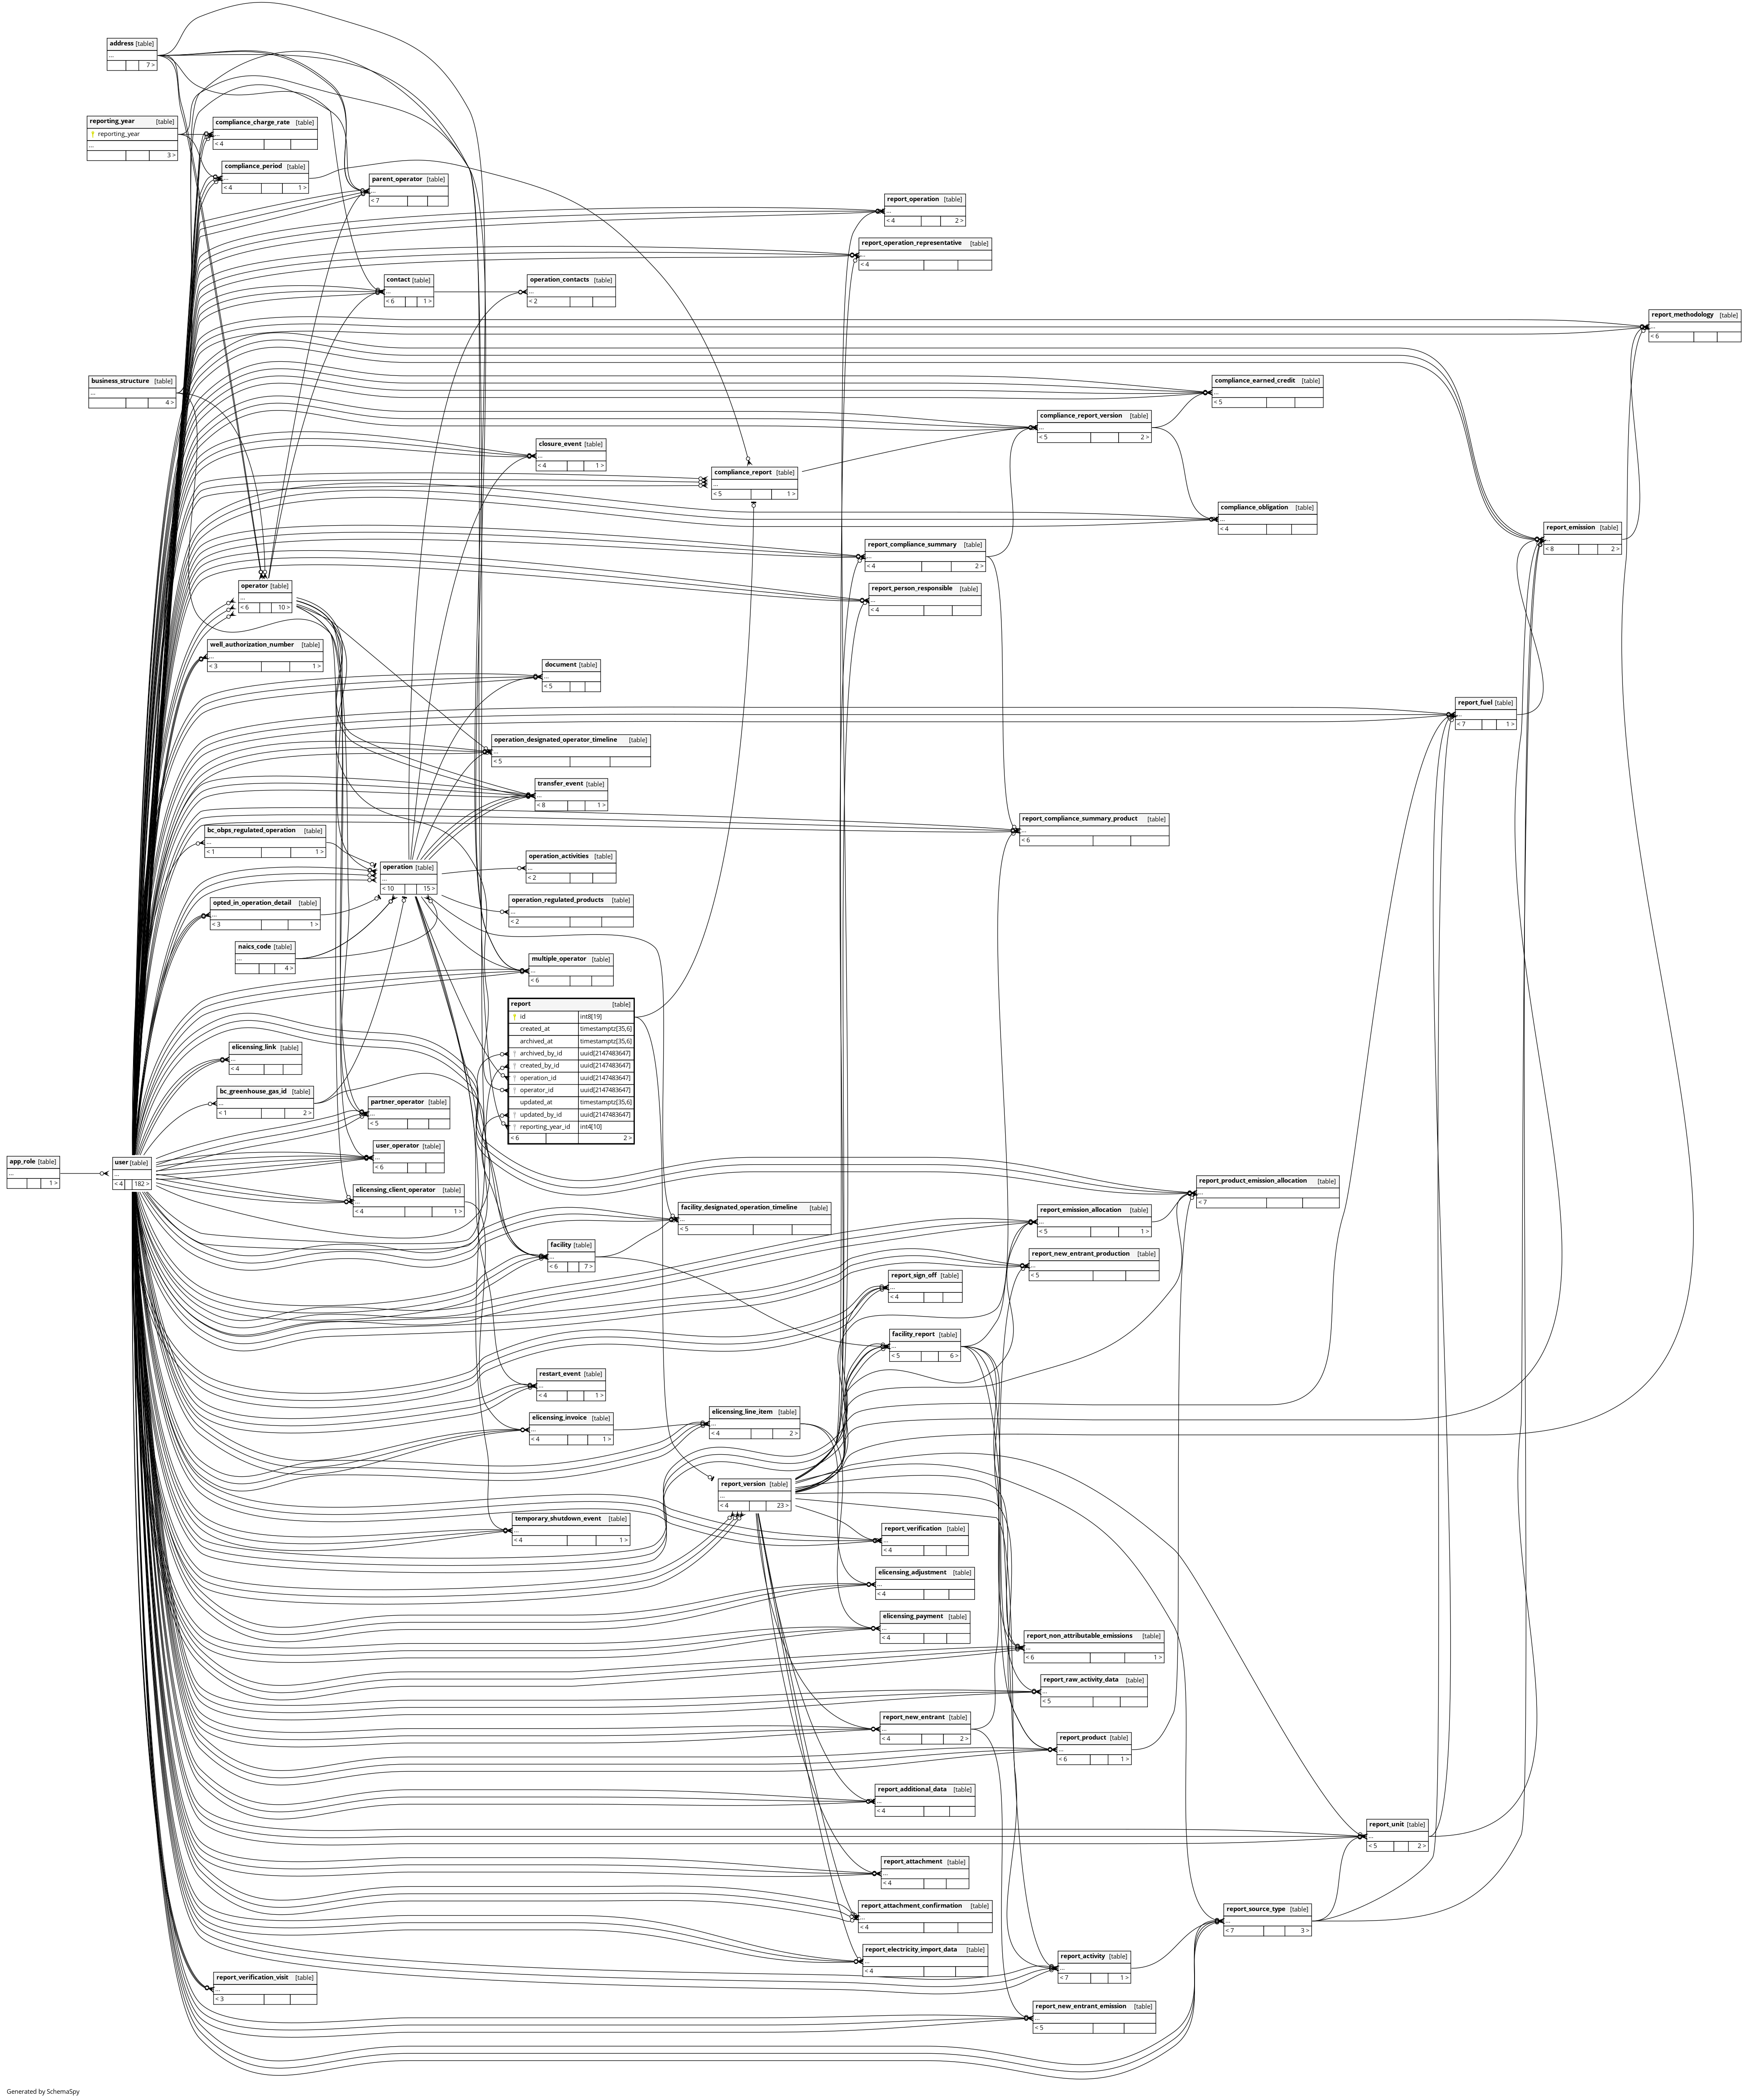 address [table]
...
7 >
reporting_year [table]
reporting_year
...
3 >
compliance_charge_rate [table]
...
< 4
compliance_period [table]
...
< 4 1 >
parent_operator [table]
...
< 7
report_operation [table]
...
< 4 2 >
report_operation_representative [table]
...
< 4
contact [table]
...
< 6 1 >
operation_contacts [table]
...
< 2
report_methodology [table]
...
< 6
business_structure [table]
...
4 >
compliance_earned_credit [table]
...
< 5
compliance_report_version [table]
...
< 5 2 >
closure_event [table]
...
< 4 1 >
compliance_report [table]
...
< 5 1 >
compliance_obligation [table]
...
< 4
report_emission [table]
...
< 8 2 >
report_compliance_summary [table]
...
< 4 2 >
operator [table]
...
< 6 10 >
report_person_responsible [table]
...
< 4
well_authorization_number [table]
...
< 3 1 >
document [table]
...
< 5
report_fuel [table]
...
< 7 1 >
operation_designated_operator_timeline [table]
...
< 5
transfer_event [table]
...
< 8 1 >
report_compliance_summary_product [table]
...
< 6
bc_obps_regulated_operation [table]
...
< 1 1 >
operation [table]
...
< 10 15 >
operation_activities [table]
...
< 2
opted_in_operation_detail [table]
...
< 3 1 >
operation_regulated_products [table]
...
< 2
naics_code [table]
...
4 >
multiple_operator [table]
...
< 6
report [table]
id int8[19]
created_at timestamptz[35,6]
archived_at timestamptz[35,6]
archived_by_id uuid[2147483647]
created_by_id uuid[2147483647]
operation_id uuid[2147483647]
operator_id uuid[2147483647]
updated_at timestamptz[35,6]
updated_by_id uuid[2147483647]
reporting_year_id int4[10]
< 6 2 >
elicensing_link [table]
...
< 4
bc_greenhouse_gas_id [table]
...
< 1 2 >
partner_operator [table]
...
< 5
user_operator [table]
...
< 6
app_role [table]
...
1 >
user [table]
...
< 4 182 >
elicensing_client_operator [table]
...
< 4 1 >
report_product_emission_allocation [table]
...
< 7
facility_designated_operation_timeline [table]
...
< 5
report_emission_allocation [table]
...
< 5 1 >
facility [table]
...
< 6 7 >
report_new_entrant_production [table]
...
< 5
report_sign_off [table]
...
< 4
facility_report [table]
...
< 5 6 >
restart_event [table]
...
< 4 1 >
elicensing_invoice [table]
...
< 4 1 >
elicensing_line_item [table]
...
< 4 2 >
report_version [table]
...
< 4 23 >
temporary_shutdown_event [table]
...
< 4 1 >
report_verification [table]
...
< 4
elicensing_adjustment [table]
...
< 4
elicensing_payment [table]
...
< 4
report_non_attributable_emissions [table]
...
< 6 1 >
report_raw_activity_data [table]
...
< 5
report_new_entrant [table]
...
< 4 2 >
report_product [table]
...
< 6 1 >
report_additional_data [table]
...
< 4
report_unit [table]
...
< 5 2 >
report_attachment [table]
...
< 4
report_attachment_confirmation [table]
...
< 4
report_source_type [table]
...
< 7 3 >
report_electricity_import_data [table]
...
< 4
report_activity [table]
...
< 7 1 >
report_verification_visit [table]
...
< 3
report_new_entrant_emission [table]
...
< 5
Generated by SchemaSpy